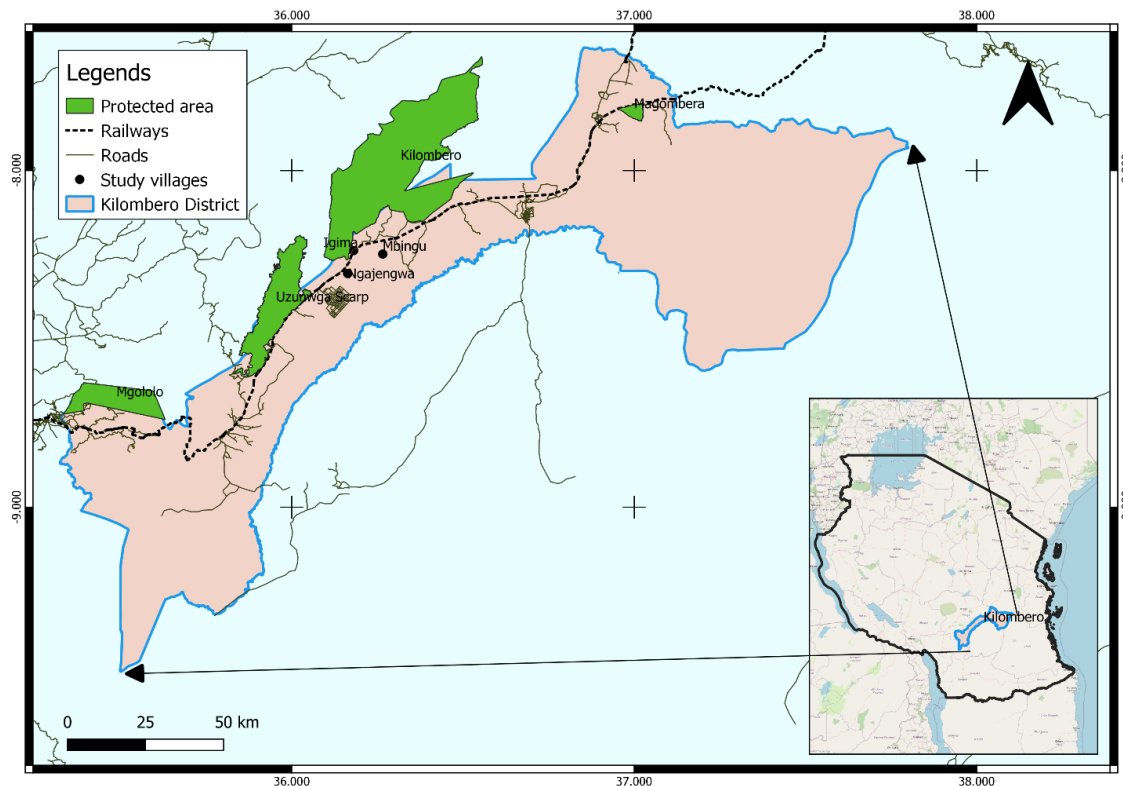 36.000 37.000 38.000
Legends
Protected area
Railways
Roads
Study villages
Kilombero District
Magombera
Kilombero
-8.000
Igima
Mbingu
Ngajengwa
Uzunwga Scarp
Mgololo
-9.000
Kilombero
0 25 50 km
36.000 37.000 38.000